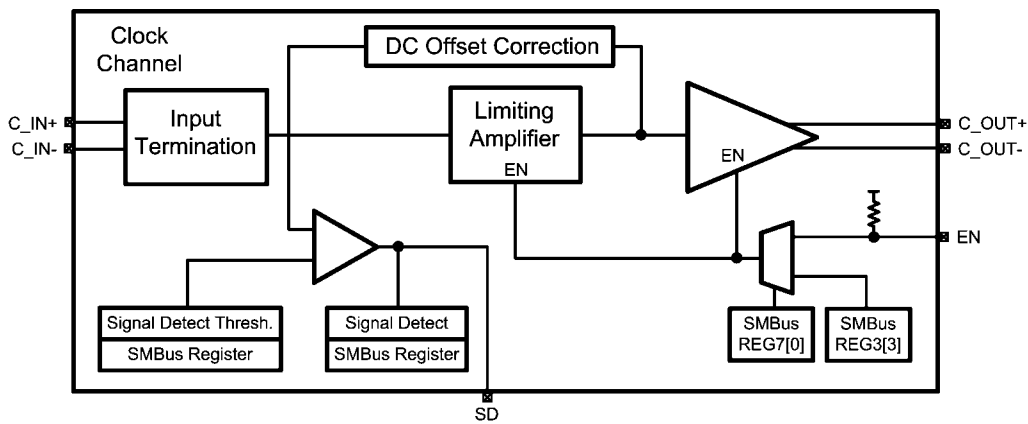 Clock
Channel
DC Offset Correction
C_IN+
C_IN-
Input
Termination
Limiting
Amplifier
EN
EN
C_OUT+
C_OUT-
EN
Signal Detect Thresh.
SMBus Register
Signal Detect
SMBus Register
SMBus
REG7[0]
SMBus
REG3[3]
SD